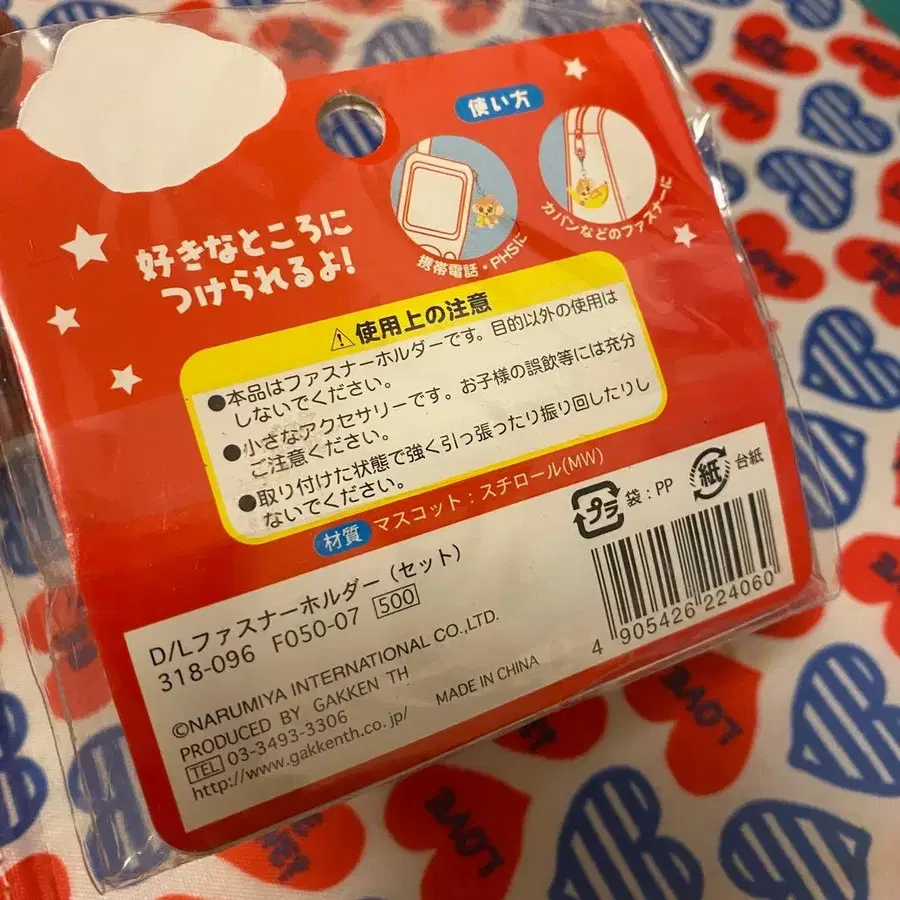 使い方
好きなところに
つけられるよ!
携帯電話・PHSに
カバンなどのファスナーに
使用上の注意
●本品はファスナーホルダーです。目的以外の使用は
しないでください。
●小さなアクセサリーです。お子様の誤飲等には充分
ご注意ください。
●取り付けた状態で強く引っ張ったり振り回したりし
ないでください。
材質 マスコット:スチロール(MW)
プラ 袋:PP 紙 台紙
D/Lファスナーホルダー(セット)
318-096 F050-07 500
4 905426 224060
©NARUMIYA INTERNATIONAL CO.,LTD.
PRODUCED BY GAKKEN TH MADE IN CHINA
TEL 03-3493-3306
http://www.gakkenth.co.jp/
LOVE
LOVE
LOVE